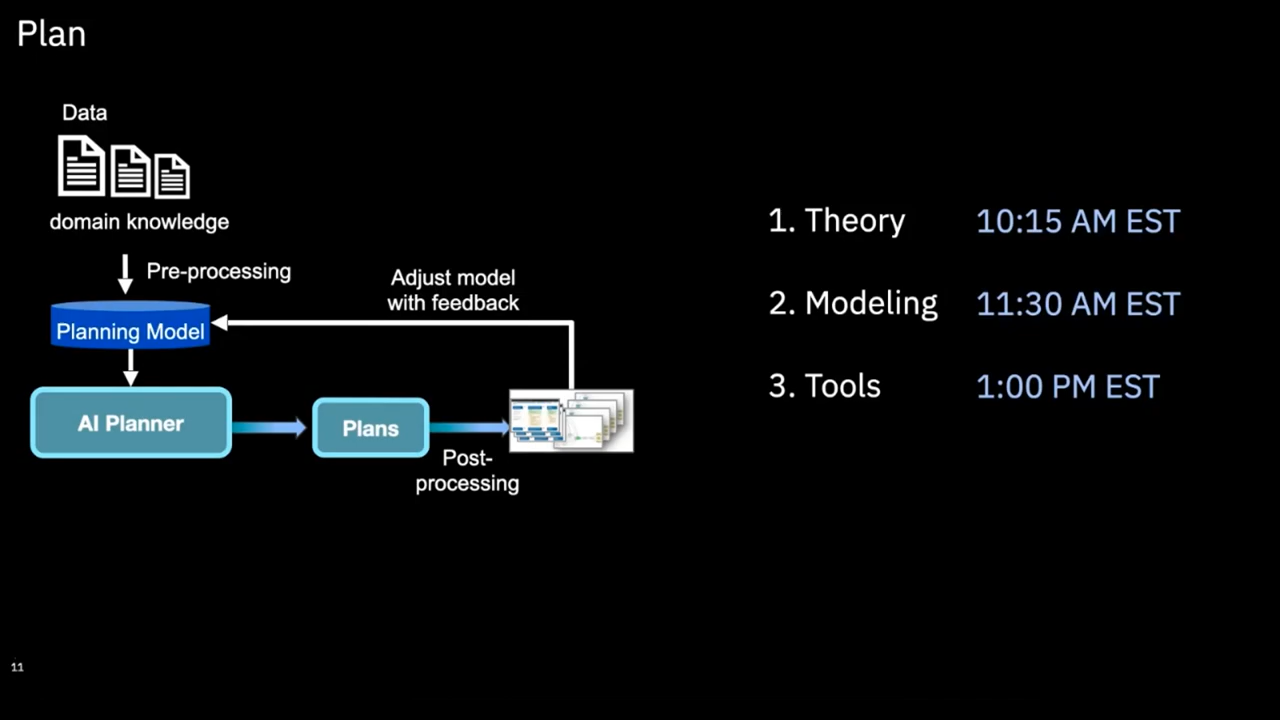 Plan
Data
domain knowledge
Pre-processing
Adjust model
with feedback
Planning Model
AI Planner
Plans
Post-
processing
1. Theory 10:15 AM EST
2. Modeling 11:30 AM EST
3. Tools 1:00 PM EST
11